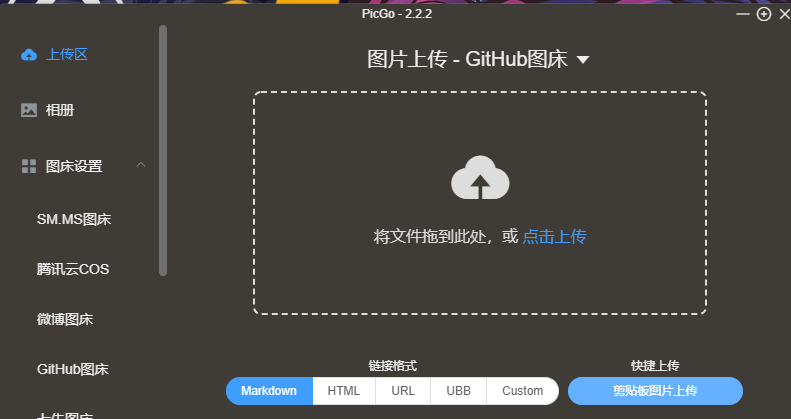 PicGo - 2.2.2
上传区
相册
图床设置
SM.MS图床
腾讯云COS
微博图床
GitHub图床
七牛图床
图片上传 - GitHub图床
将文件拖到此处，或 点击上传
链接格式
Markdown HTML URL UBB Custom
快捷上传
剪贴板图片上传